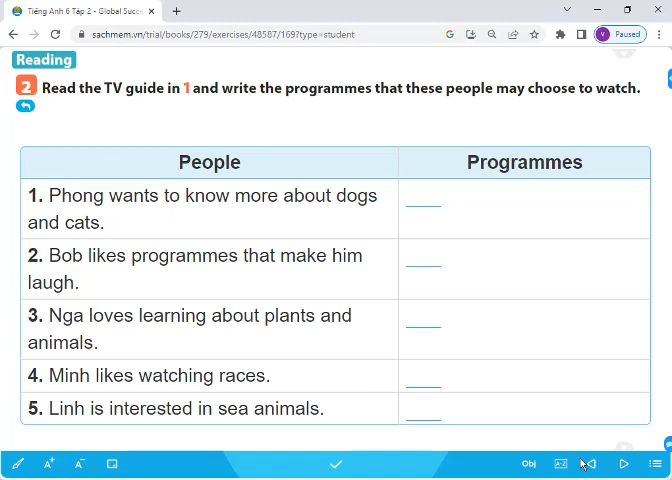 Tiếng Anh 6 Tập 2 - Global Succ
sachmem.vn/trial/books/279/exercises/48587/169?type=student
V Paused
Reading
2 Read the TV guide in 1 and write the programmes that these people may choose to watch.
People Programmes
1. Phong wants to know more about dogs
and cats.
2. Bob likes programmes that make him
laugh.
3. Nga loves learning about plants and
animals.
4. Minh likes watching races.
5. Linh is interested in sea animals.
A+ A- Obj A-Z